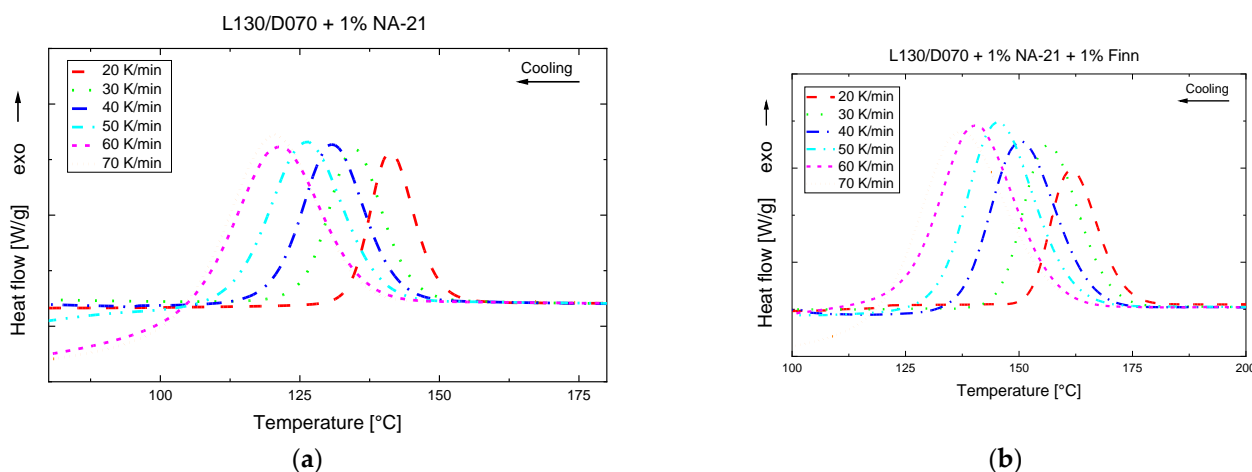 L130/D070 + 1% NA-21
20 K/min
30 K/min
40 K/min
50 K/min
60 K/min
70 K/min
Cooling
exo
Heat flow [W/g]
100
125
150
175
Temperature [°C]
(a)
L130/D070 + 1% NA-21 + 1% Finn
20 K/min
30 K/min
40 K/min
50 K/min
60 K/min
70 K/min
Cooling
exo
Heat flow [W/g]
100
125
150
175
200
Temperature [°C]
(b)